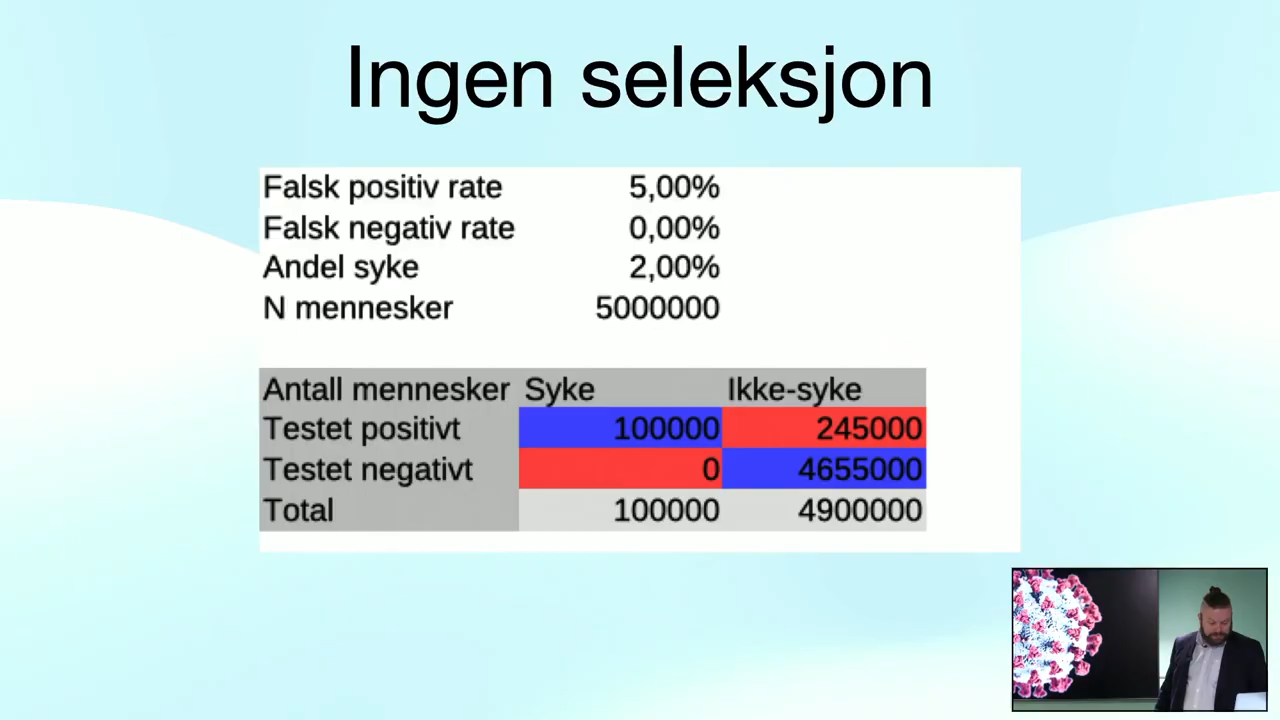 Ingen seleksjon
Falsk positiv rate 5,00%
Falsk negativ rate 0,00%
Andel syke 2,00%
N mennesker 5000000
Antall mennesker Syke Ikke-syke
Testet positivt 100000 245000
Testet negativt 0 4655000
Total 100000 4900000